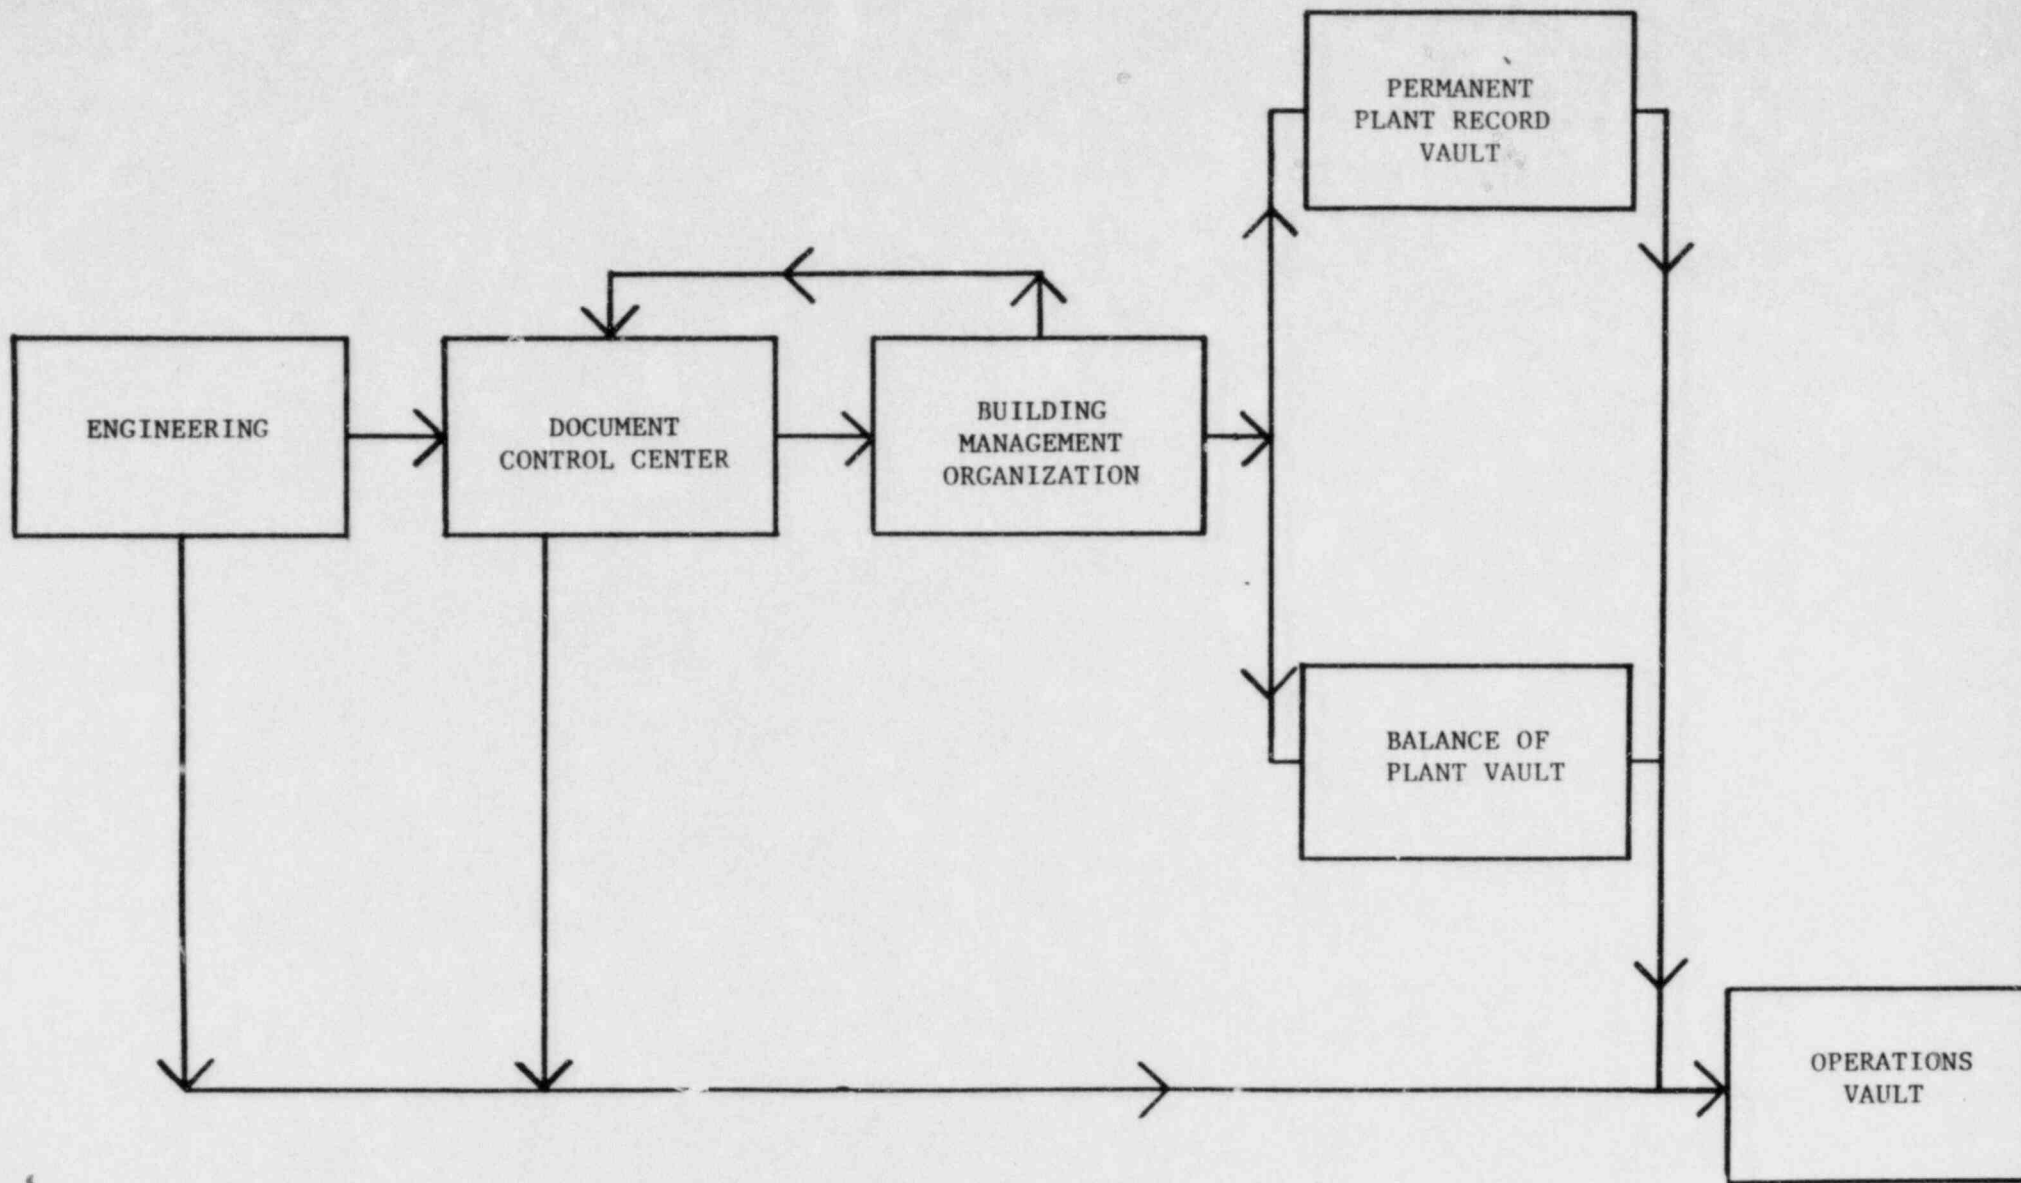 PERMANENT
PLANT RECORD
VAULT
ENGINEERING
DOCUMENT
CONTROL CENTER
BUILDING
MANAGEMENT
ORGANIZATION
BALANCE OF
PLANT VAULT
OPERATIONS
VAULT